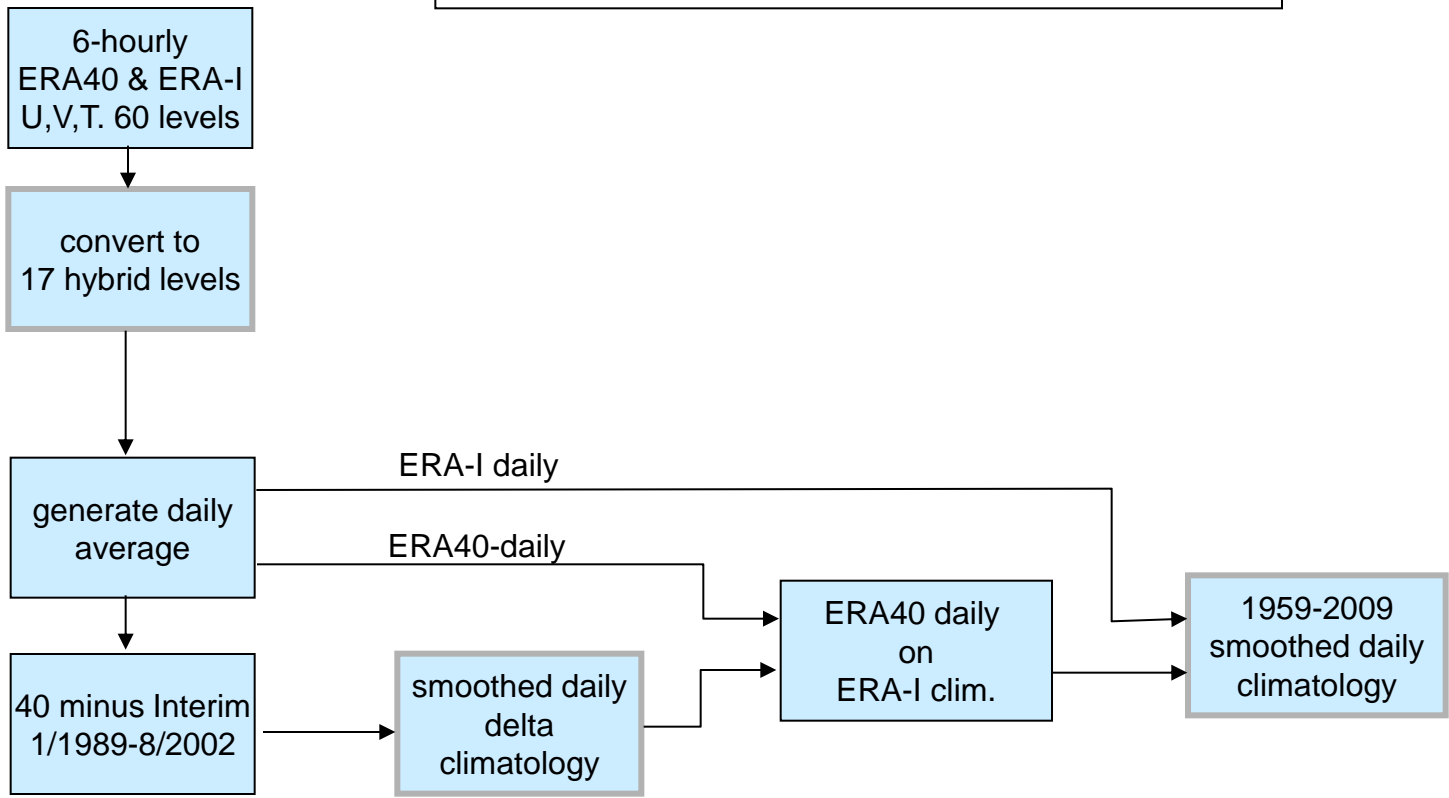 6-hourly
ERA40 & ERA-I
U,V,T. 60 levels
convert to
17 hybrid levels
generate daily
average
ERA-I daily
ERA40-daily
40 minus Interim
1/1989-8/2002
smoothed daily
delta
climatology
ERA40 daily
on
ERA-I clim.
1959-2009
smoothed daily
climatology